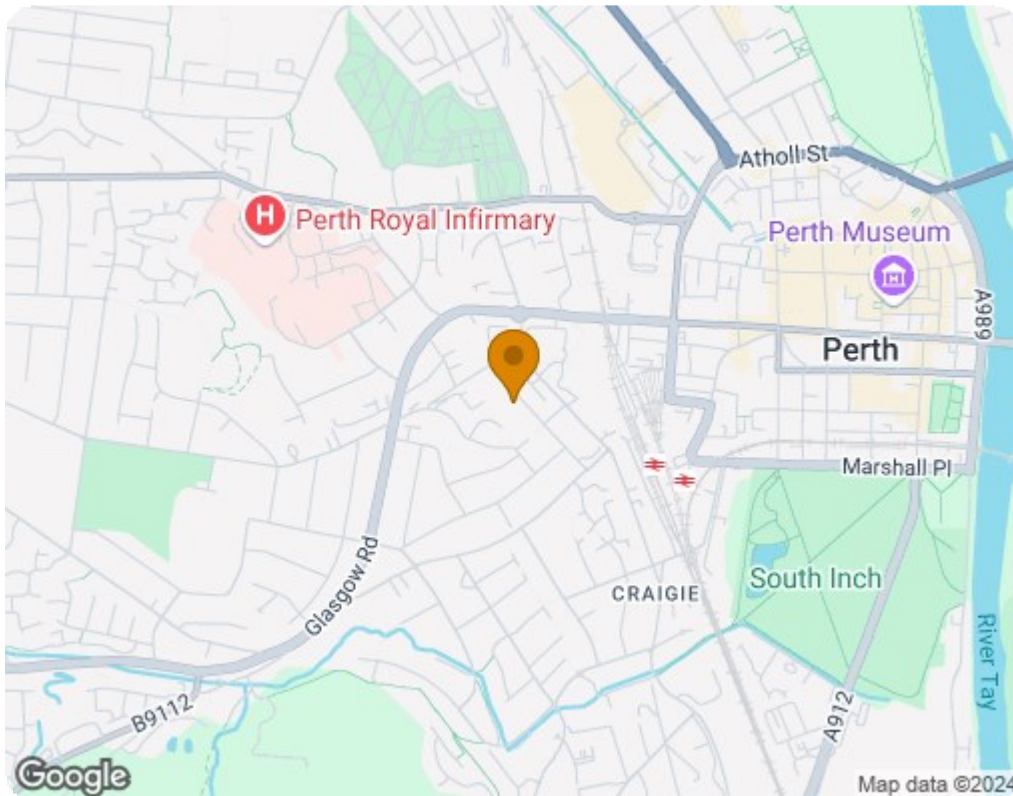 Atholl St
H
Perth Royal Infirmary
Perth Museum
A989
Perth
Marshall Pl
Glasgow Rd
South Inch
CRAIGIE
River Tay
B9112
A912
Google
Map data ©2024